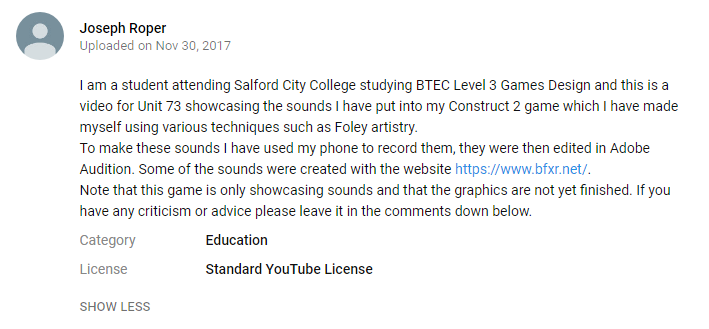 Joseph Roper
Uploaded on Nov 30, 2017
I am a student attending Salford City College studying BTEC Level 3 Games Design and this is a
video for Unit 73 showcasing the sounds I have put into my Construct 2 game which I have made
myself using various techniques such as Foley artistry.
To make these sounds I have used my phone to record them, they were then edited in Adobe
Audition. Some of the sounds were created with the website https://www.bfxr.net/.
Note that this game is only showcasing sounds and that the graphics are not yet finished. If you
have any criticism or advice please leave it in the comments down below.
Category Education
License Standard YouTube License
SHOW LESS